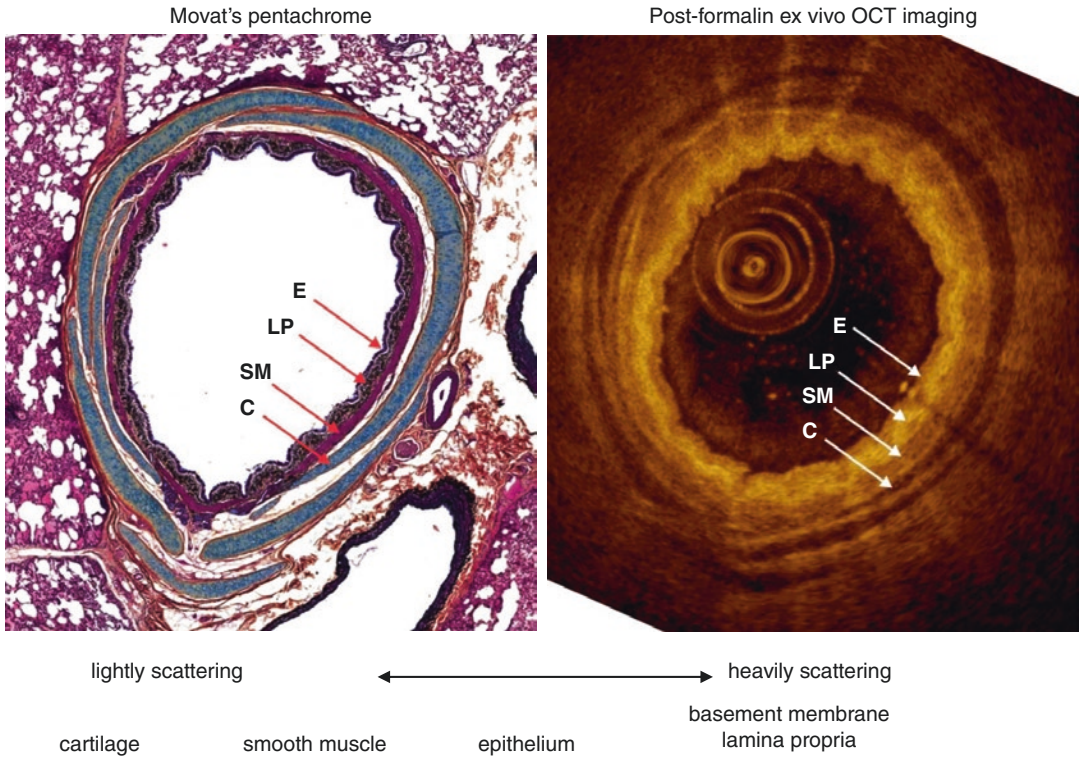 Movat's pentachrome
Post-formalin ex vivo OCT imaging
E
LP
SM
C
E
LP
SM
C
lightly scattering
heavily scattering
cartilage
smooth muscle
epithelium
basement membrane
lamina propria